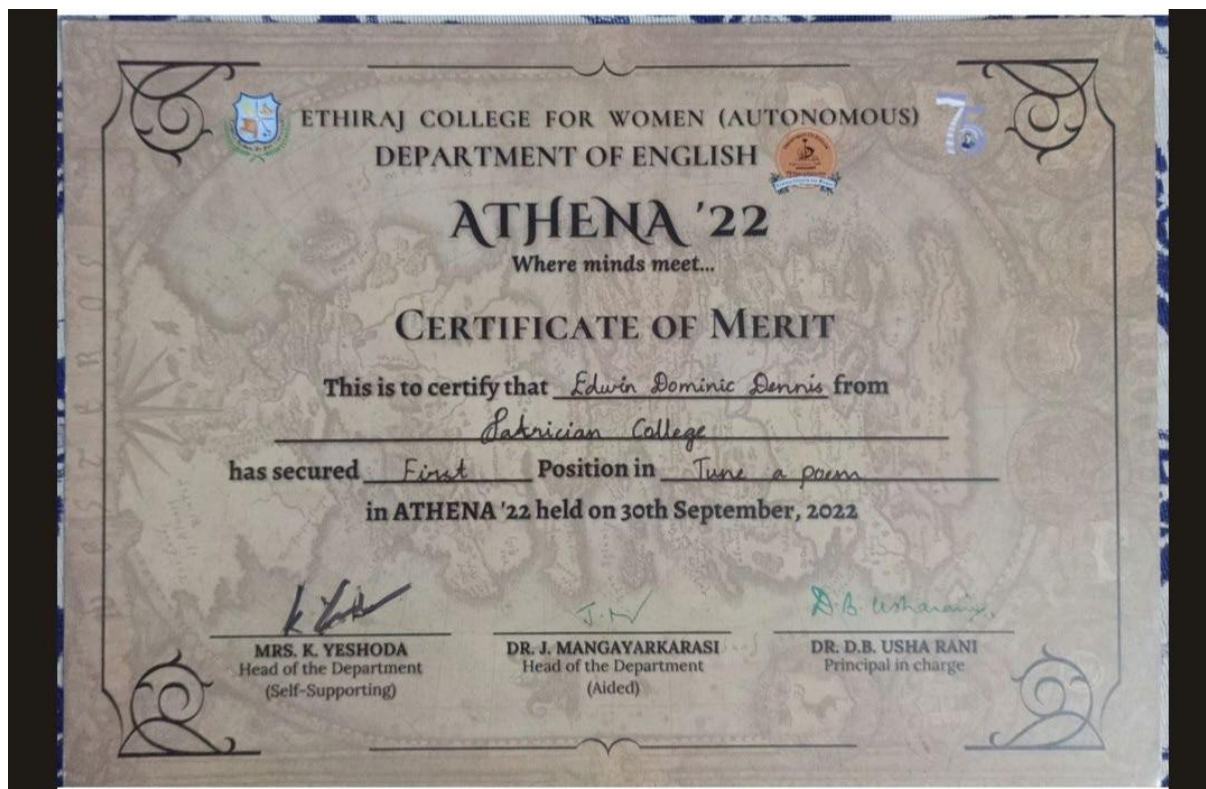 ETHIRAJ COLLEGE FOR WOMEN (AUTONOMOUS)
75
DEPARTMENT OF ENGLISH
ATHENA '22
Where minds meet...
CERTIFICATE OF MERIT
This is to certify that Edwin Dominic Dennis from
Patrician College
has secured First Position in Tune a poem
in ATHENA '22 held on 30th September, 2022
D.B. Usharani
MRS. K. YESHODA
Head of the Department
(Self-Supporting)
DR. J. MANGAYARKARASI
Head of the Department
(Aided)
DR. D.B. USHA RANI
Principal in charge